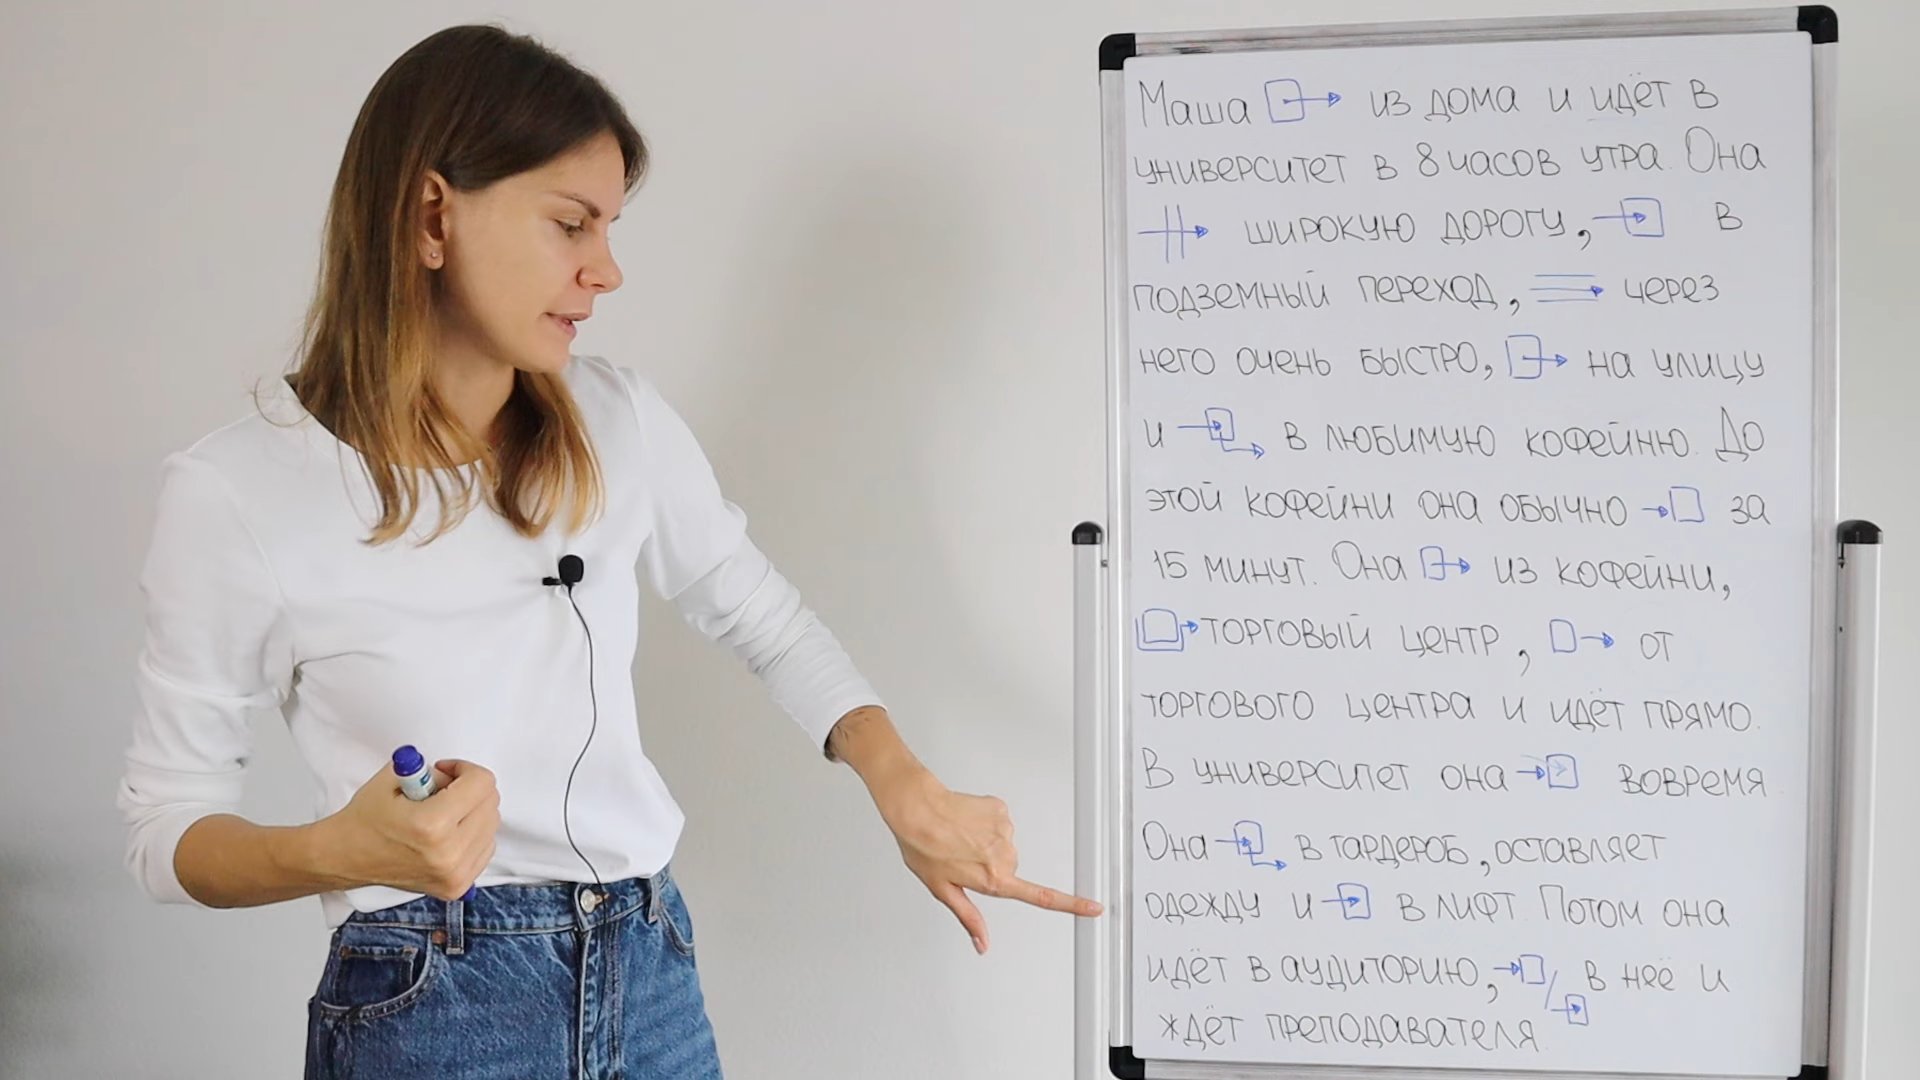 Маша из дома и идёт в
университет в 8 часов утра. Она
широкую дорогу, в
подземный переход, через
него очень быстро, на улицу
и в любимую кофейню. До
этой кофейни она обычно за
15 минут. Она из кофейни,
торговый центр, от
торгового центра и идёт прямо.
В университет она вовремя
Она в гардероб, оставляет
одежду и в лифт. Потом она
идёт в аудиторию, / в неё и
ждёт преподавателя.